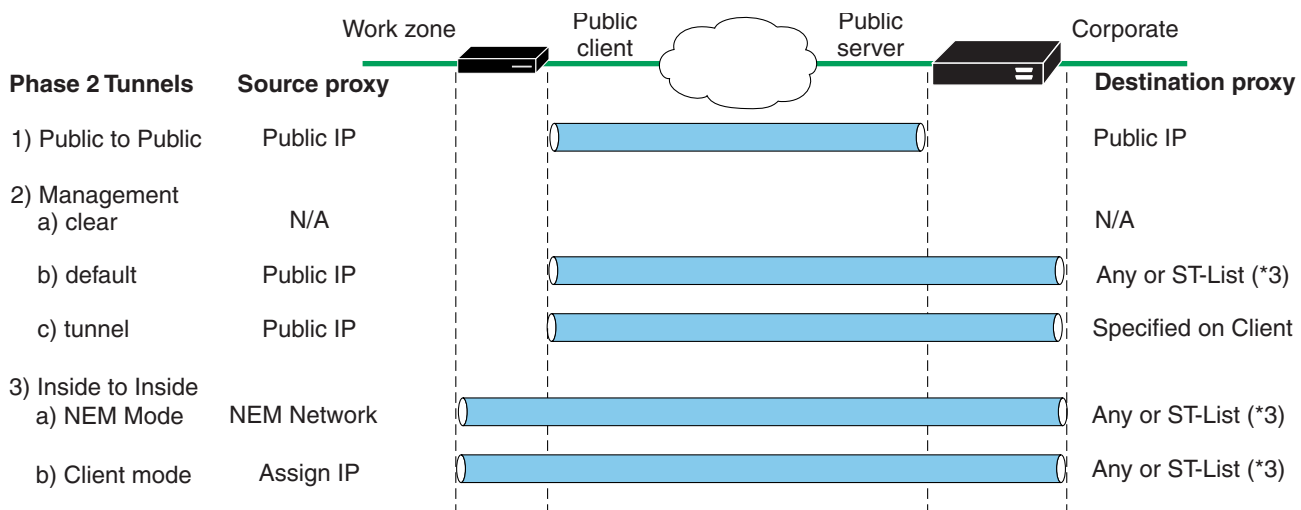 Work zone
Public
client
Public
server
Corporate
Phase 2 Tunnels Source proxy Destination proxy
1) Public to Public Public IP Public IP
2) Management
a) clear N/A N/A
b) default Public IP Any or ST-List (*3)
c) tunnel Public IP Specified on Client
3) Inside to Inside
a) NEM Mode NEM Network Any or ST-List (*3)
b) Client mode Assign IP Any or ST-List (*3)